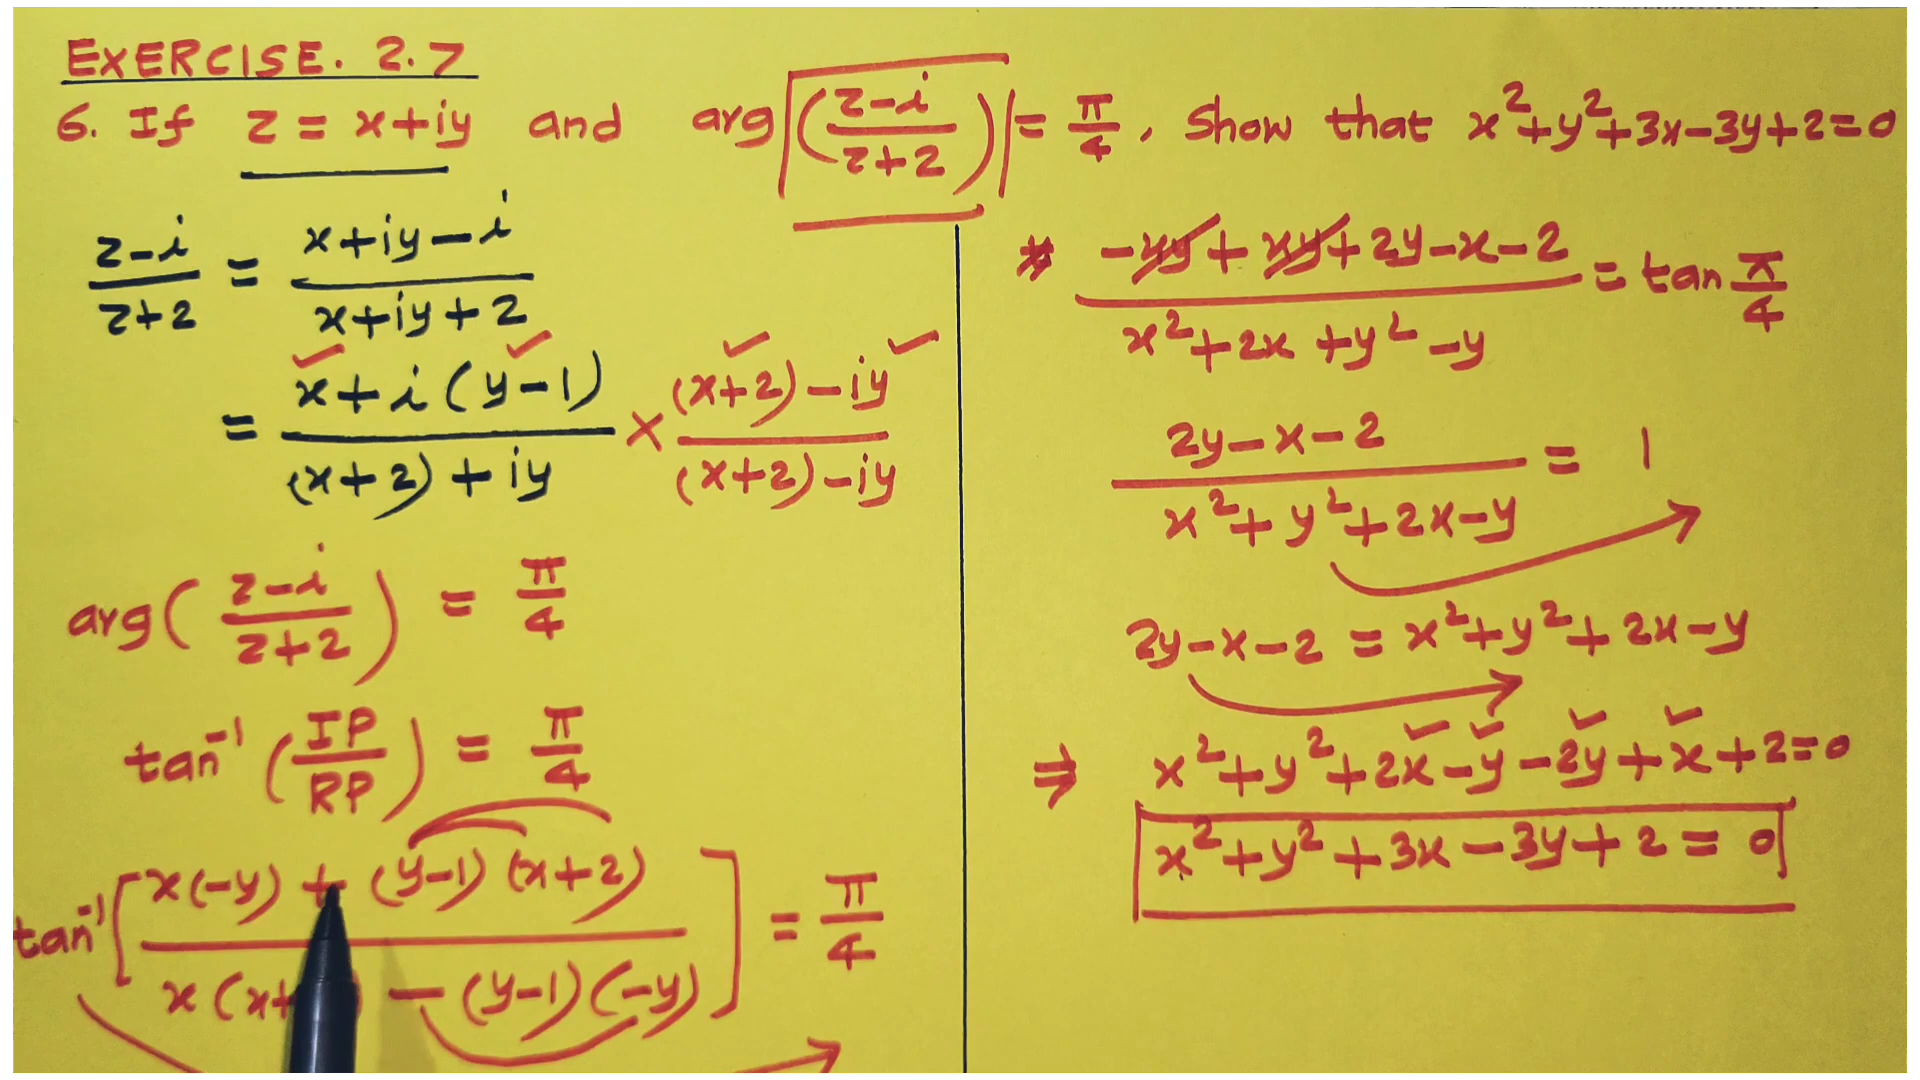 EXERCISE. 2.7
6. If z = x+iy and arg((z-i)/(z+2)) = π/4, Show that x²+y²+3x-3y+2=0
(z-i)/(z+2) = (x+iy-i)/(x+iy+2)
= (x+i(y-1))/((x+2)+iy) × ((x+2)-iy)/((x+2)-iy)
arg((z-i)/(z+2)) = π/4
tan⁻¹(IP/RP) = π/4
tan⁻¹[(x(-y) + (y-1)(x+2))/(x(x+ ) - (y-1)(-y))] = π/4
* (-xy+xy+2y-x-2)/(x²+2x+y²-y) = tan π/4
(2y-x-2)/(x²+y²+2x-y) = 1
2y-x-2 = x²+y²+2x-y
⇒ x²+y²+2x-y-2y+x+2=0
x²+y²+3x-3y+2=0